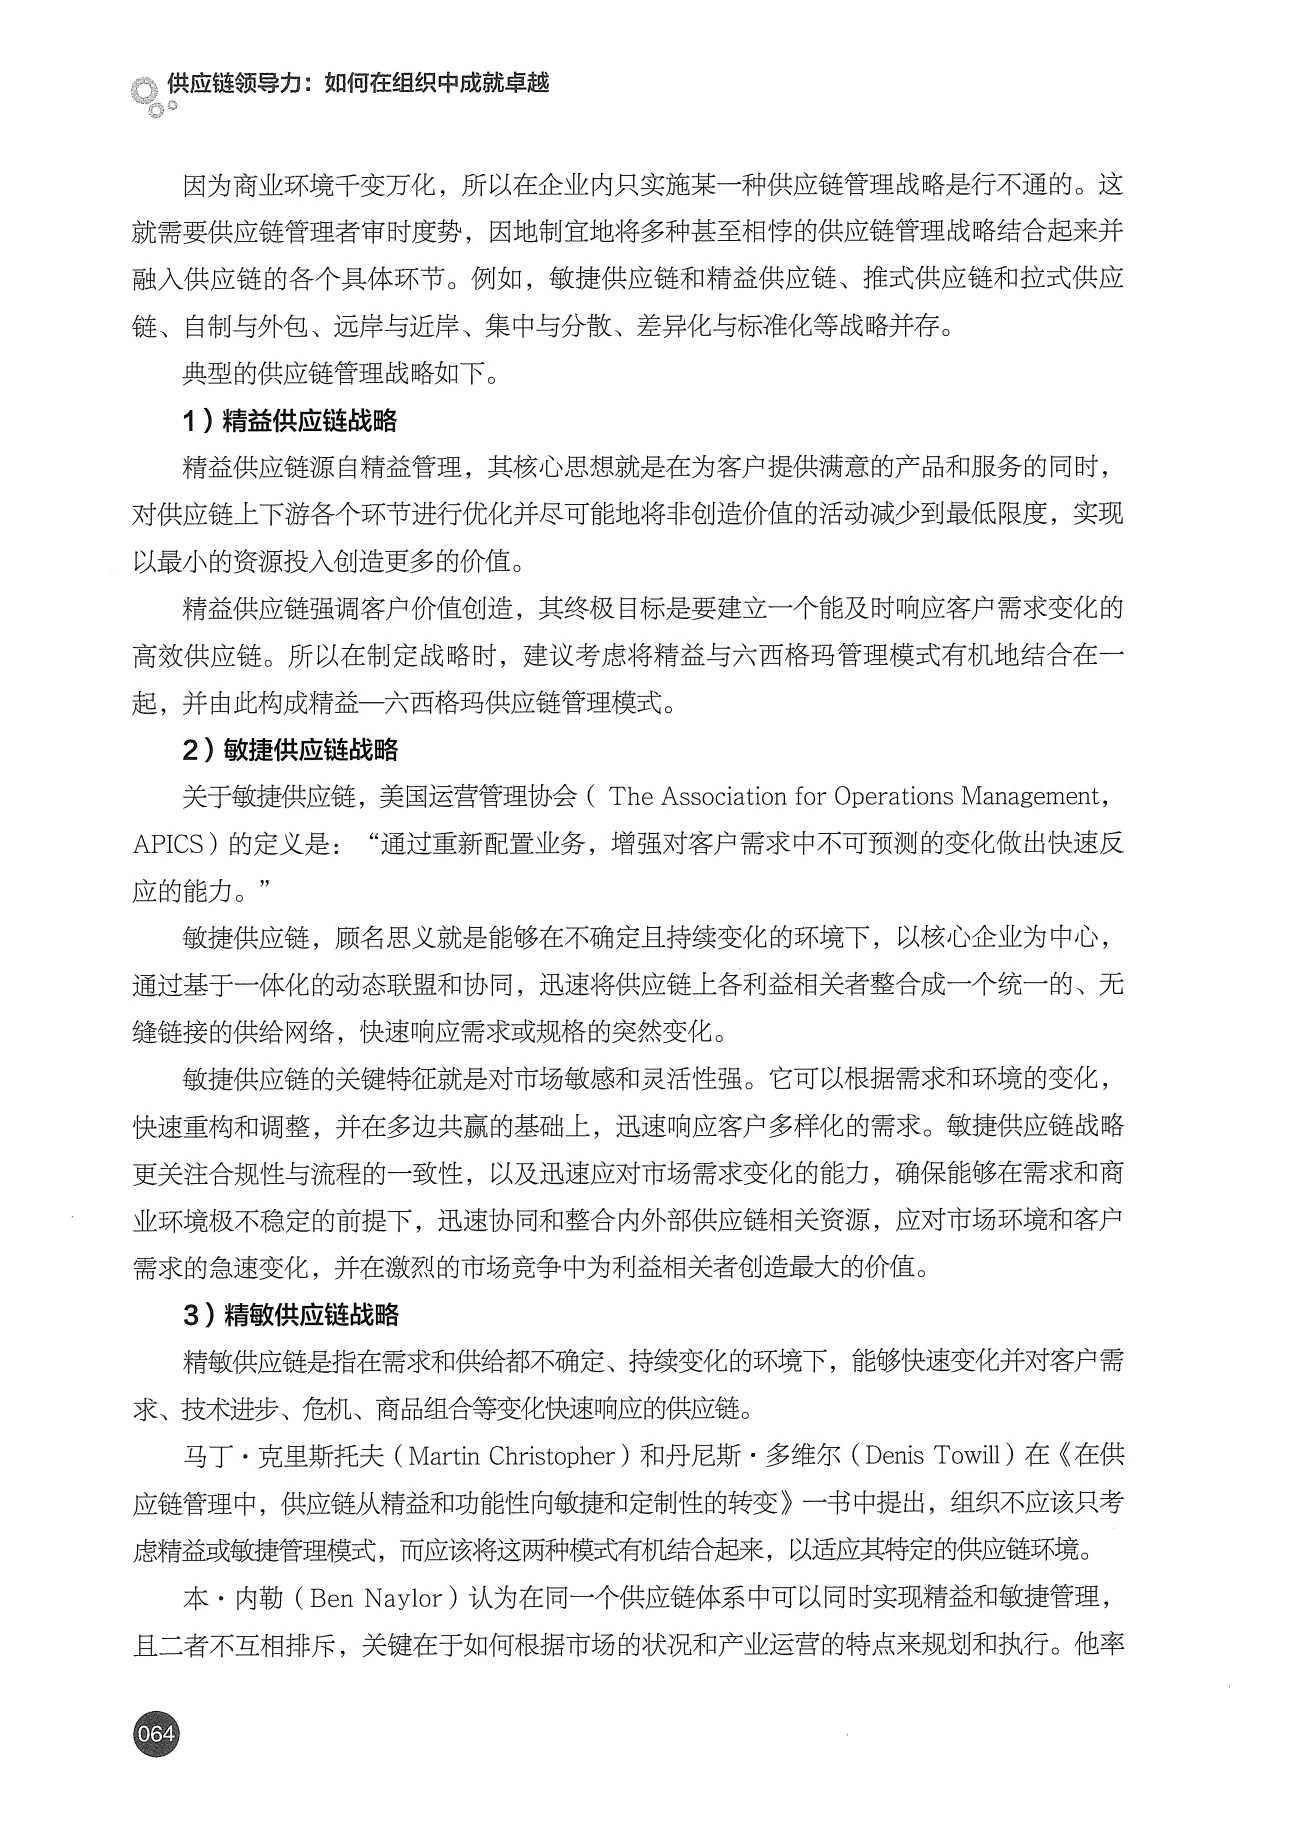 供应链领导力：如何在组织中成就卓越
因为商业环境千变万化，所以在企业内只实施某一种供应链管理战略是行不通的。这
就需要供应链管理者审时度势，因地制宜地将多种甚至相悖的供应链管理战略结合起来并
融入供应链的各个具体环节。例如，敏捷供应链和精益供应链、推式供应链和拉式供应
链、自制与外包、远岸与近岸、集中与分散、差异化与标准化等战略并存。
典型的供应链管理战略如下。
1）精益供应链战略
精益供应链源自精益管理，其核心思想就是在为客户提供满意的产品和服务的同时，
对供应链上下游各个环节进行优化并尽可能地将非创造价值的活动减少到最低限度，实现
以最小的资源投入创造更多的价值。
精益供应链强调客户价值创造，其终极目标是要建立一个能及时响应客户需求变化的
高效供应链。所以在制定战略时，建议考虑将精益与六西格玛管理模式有机地结合在一
起，并由此构成精益—六西格玛供应链管理模式。
2）敏捷供应链战略
关于敏捷供应链，美国运营管理协会（ The Association for Operations Management，
APICS）的定义是：“通过重新配置业务，增强对客户需求中不可预测的变化做出快速反
应的能力。”
敏捷供应链，顾名思义就是能够在不确定且持续变化的环境下，以核心企业为中心，
通过基于一体化的动态联盟和协同，迅速将供应链上各利益相关者整合成一个统一的、无
缝链接的供给网络，快速响应需求或规格的突然变化。
敏捷供应链的关键特征就是对市场敏感和灵活性强。它可以根据需求和环境的变化，
快速重构和调整，并在多边共赢的基础上，迅速响应客户多样化的需求。敏捷供应链战略
更关注合规性与流程的一致性，以及迅速应对市场需求变化的能力，确保能够在需求和商
业环境极不稳定的前提下，迅速协同和整合内外部供应链相关资源，应对市场环境和客户
需求的急速变化，并在激烈的市场竞争中为利益相关者创造最大的价值。
3）精敏供应链战略
精敏供应链是指在需求和供给都不确定、持续变化的环境下，能够快速变化并对客户需
求、技术进步、危机、商品组合等变化快速响应的供应链。
马丁·克里斯托夫（Martin Christopher）和丹尼斯·多维尔（Denis Towill）在《在供
应链管理中，供应链从精益和功能性向敏捷和定制性的转变》一书中提出，组织不应该只考
虑精益或敏捷管理模式，而应该将这两种模式有机结合起来，以适应其特定的供应链环境。
本·内勒（Ben Naylor）认为在同一个供应链体系中可以同时实现精益和敏捷管理，
且二者不互相排斥，关键在于如何根据市场的状况和产业运营的特点来规划和执行。他率
064